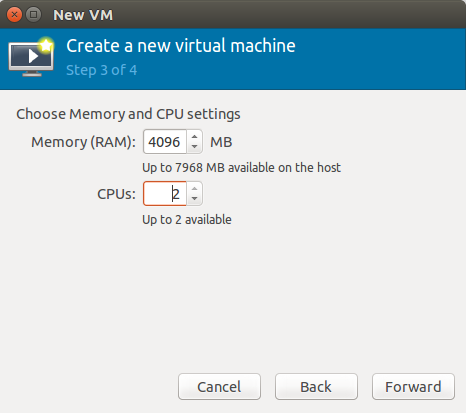 New VM
Create a new virtual machine
Step 3 of 4
Choose Memory and CPU settings
Memory (RAM): 4096 MB
Up to 7968 MB available on the host
CPUs: 2
Up to 2 available
Cancel Back Forward